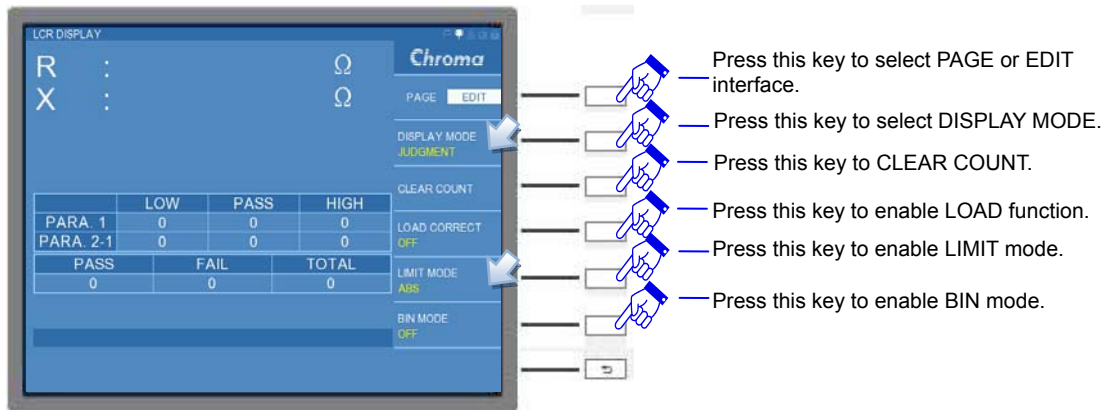 LCR DISPLAY
Chroma
R : Ω
X : Ω
PAGE EDIT
DISPLAY MODE
JUDGMENT
CLEAR COUNT
LOW PASS HIGH
PARA. 1 0 0 0
PARA. 2-1 0 0 0
LOAD CORRECT
OFF
PASS FAIL TOTAL
0 0 0
LIMIT MODE
ABS
BIN MODE
OFF
Press this key to select PAGE or EDIT
interface.
Press this key to select DISPLAY MODE.
Press this key to CLEAR COUNT.
Press this key to enable LOAD function.
Press this key to enable LIMIT mode.
Press this key to enable BIN mode.